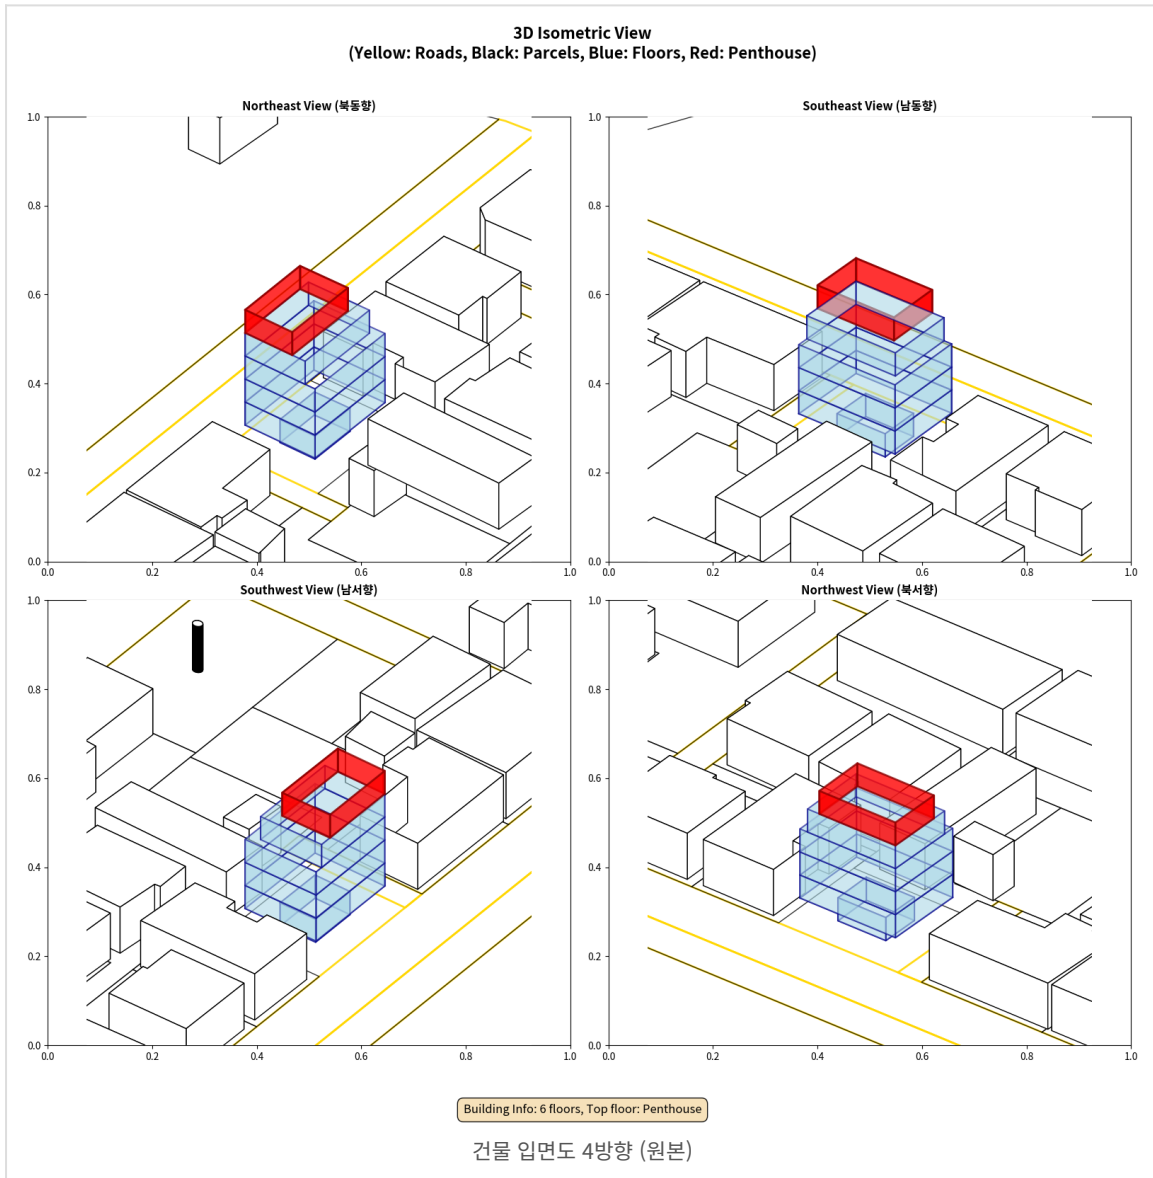 3D Isometric View
(Yellow: Roads, Black: Parcels, Blue: Floors, Red: Penthouse)
Northeast View (북동향)
1.0
0.8
0.6
0.4
0.2
0.0
0.0 0.2 0.4 0.6 0.8 1.0
Southeast View (남동향)
1.0
0.8
0.6
0.4
0.2
0.0
0.0 0.2 0.4 0.6 0.8 1.0
Southwest View (남서향)
1.0
0.8
0.6
0.4
0.2
0.0
0.0 0.2 0.4 0.6 0.8 1.0
Northwest View (북서향)
1.0
0.8
0.6
0.4
0.2
0.0
0.0 0.2 0.4 0.6 0.8 1.0
Building Info: 6 floors, Top floor: Penthouse
건물 입면도 4방향 (원본)